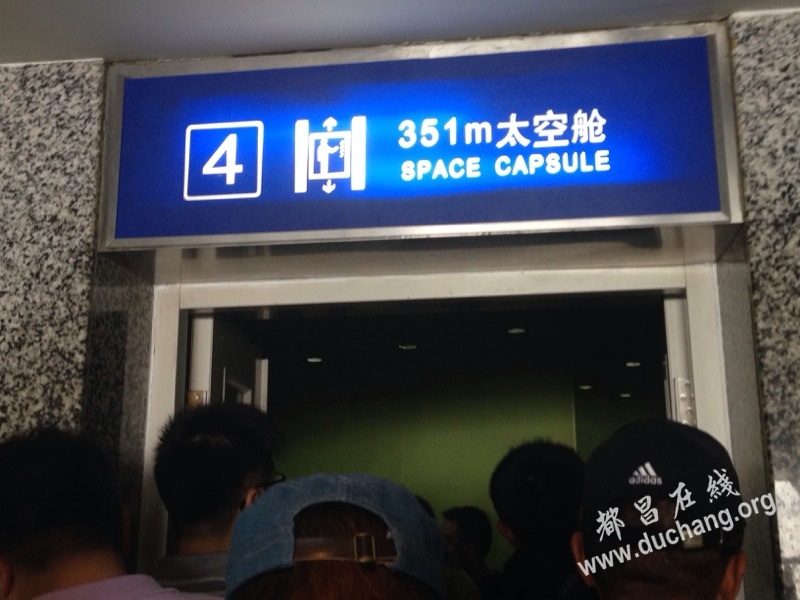 4
351m太空舱
SPACE CAPSULE
adidas
都昌在线
www.duchang.org